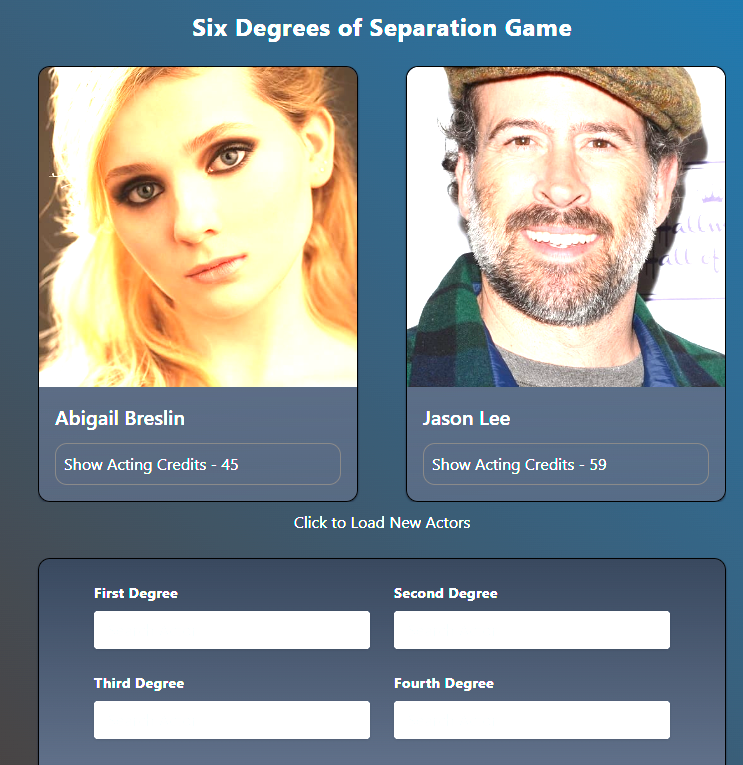 Six Degrees of Separation Game
Abigail Breslin
Jason Lee
Show Acting Credits - 45
Show Acting Credits - 59
Click to Load New Actors
First Degree
Second Degree
Third Degree
Fourth Degree